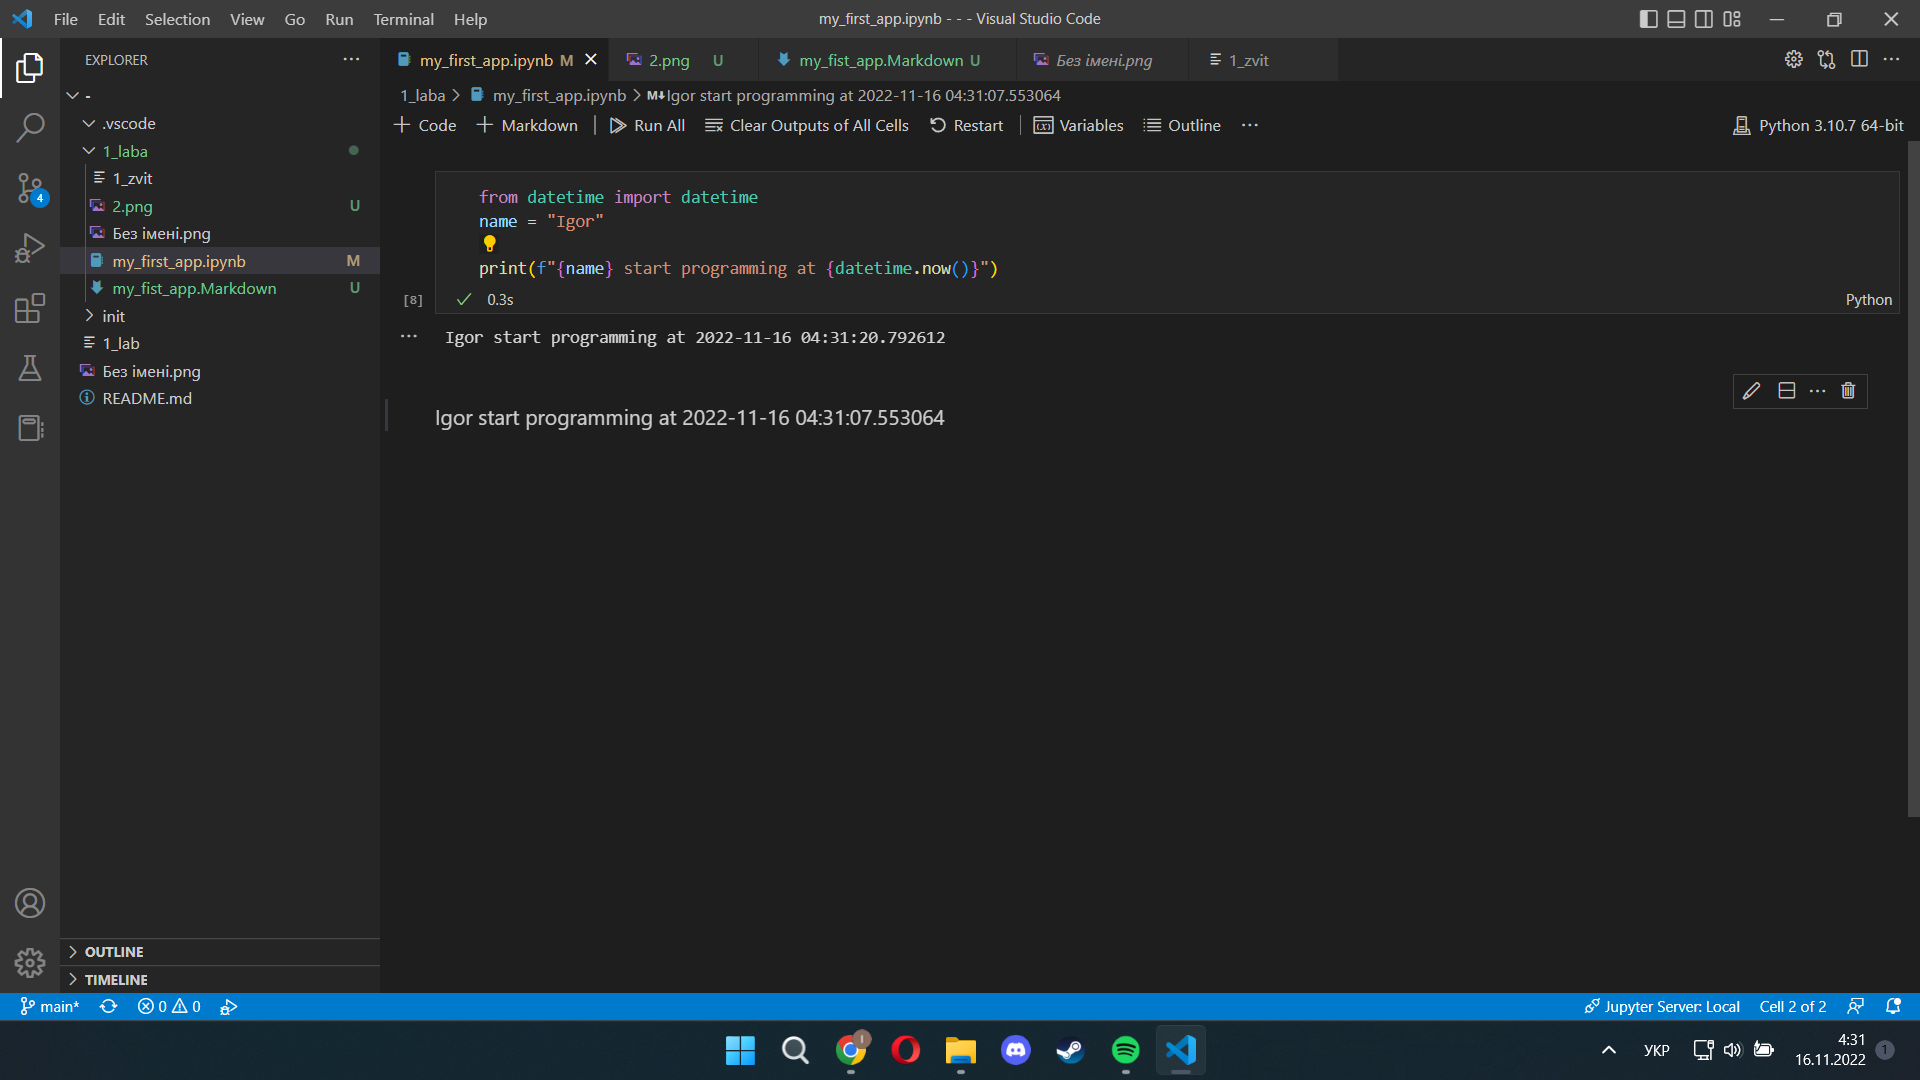 File Edit Selection View Go Run Terminal Help
my_first_app.ipynb - - - Visual Studio Code
EXPLORER
-
.vscode
1_laba
1_zvit
2.png U
Без імені.png
my_first_app.ipynb M
my_fist_app.Markdown U
init
1_lab
Без імені.png
README.md
OUTLINE
TIMELINE
4
my_first_app.ipynb M
2.png U
my_fist_app.Markdown U
Без імені.png
1_zvit
1_laba > my_first_app.ipynb > M↓Igor start programming at 2022-11-16 04:31:07.553064
+ Code + Markdown | Run All Clear Outputs of All Cells Restart | Variables Outline ···
Python 3.10.7 64-bit
from datetime import datetime
name = "Igor"
print(f"{name} start programming at {datetime.now()}")
[8] ✓ 0.3s
Python
Igor start programming at 2022-11-16 04:31:20.792612
Igor start programming at 2022-11-16 04:31:07.553064
main* 0 0
Jupyter Server: Local Cell 2 of 2
I
УКР
4:31
16.11.2022
1